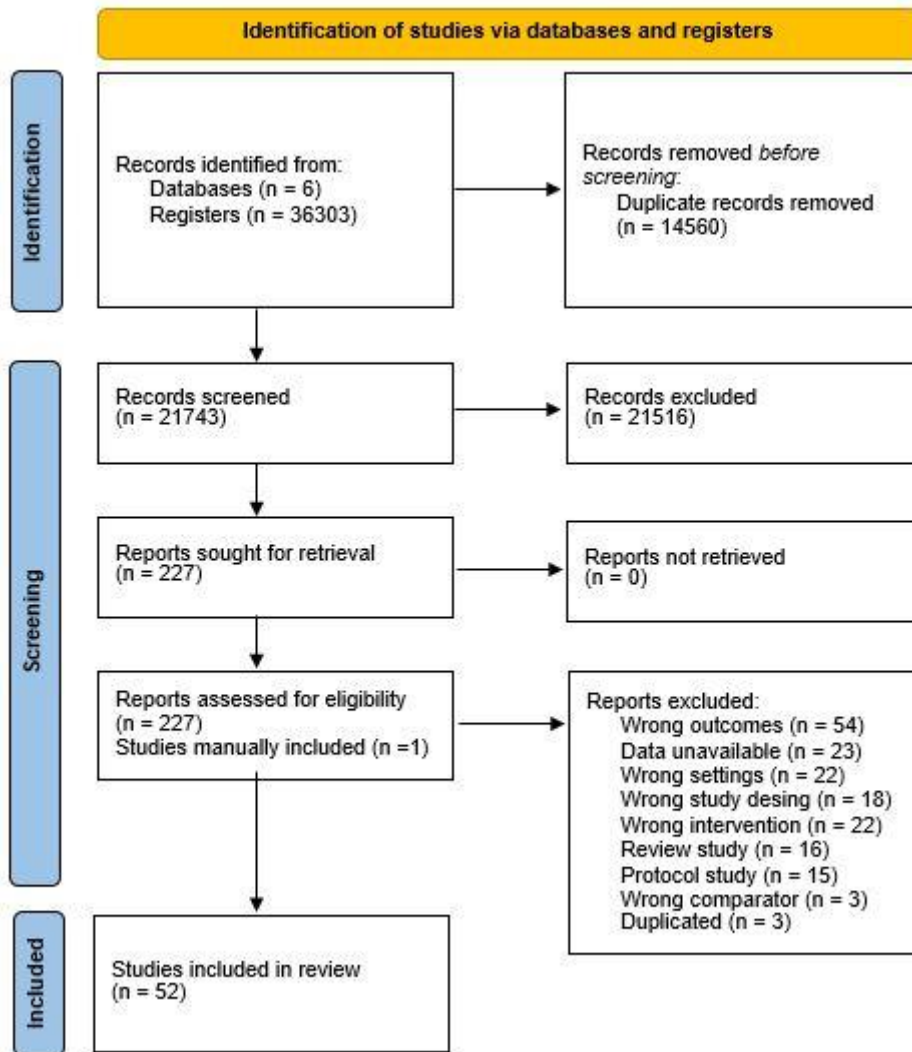 Identification of studies via databases and registers
Identification
Records identified from:
Databases (n = 6)
Registers (n = 36303)
Records removed before
screening:
Duplicate records removed
(n = 14560)
Screening
Records screened
(n = 21743)
Records excluded
(n = 21516)
Reports sought for retrieval
(n = 227)
Reports not retrieved
(n = 0)
Reports assessed for eligibility
(n = 227)
Studies manually included (n =1)
Reports excluded:
Wrong outcomes (n = 54)
Data unavailable (n = 23)
Wrong settings (n = 22)
Wrong study desing (n = 18)
Wrong intervention (n = 22)
Review study (n = 16)
Protocol study (n = 15)
Wrong comparator (n = 3)
Duplicated (n = 3)
Included
Studies included in review
(n = 52)